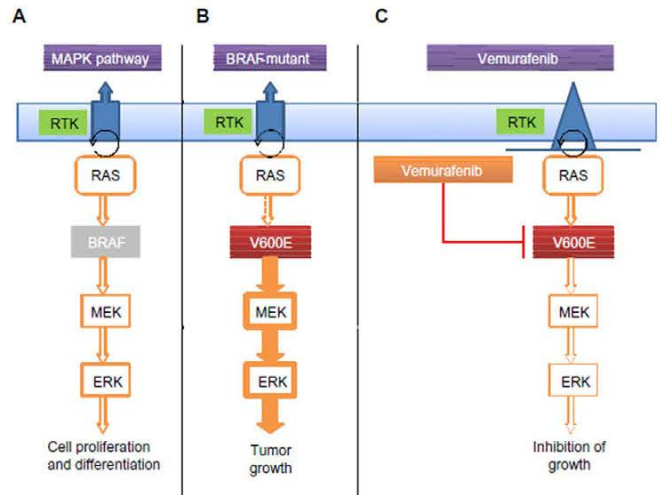 A
B
C
MAPK pathway
BRAF-mutant
Vemurafenib
RTK
RTK
RTK
RAS
RAS
RAS
Vemurafenib
BRAF
V600E
V600E
MEK
MEK
MEK
ERK
ERK
ERK
Cell proliferation
and differentiation
Tumor
growth
Inhibition of
growth